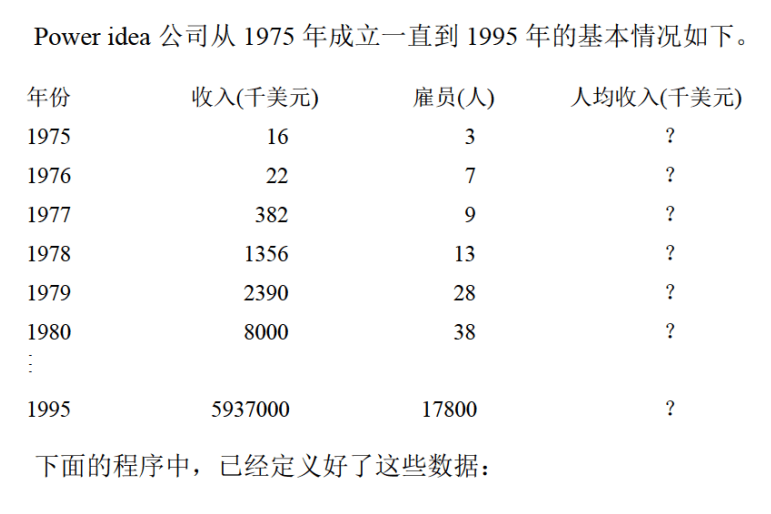 Power idea 公司从 1975 年成立一直到 1995 年的基本情况如下。
年份 收入(千美元) 雇员(人) 人均收入(千美元)
1975 16 3 ？
1976 22 7 ？
1977 382 9 ？
1978 1356 13 ？
1979 2390 28 ？
1980 8000 38 ？
⋮
1995 5937000 17800 ？
下面的程序中，已经定义好了这些数据：